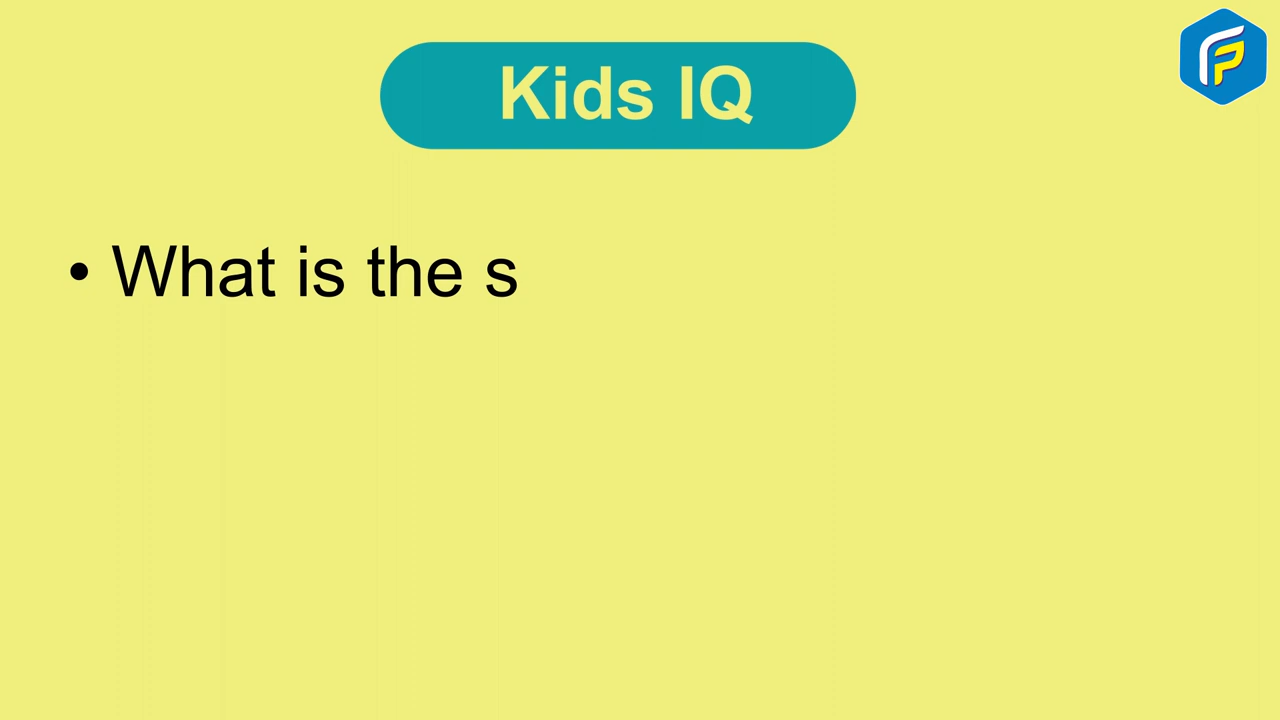 Kids IQ
• What is the s